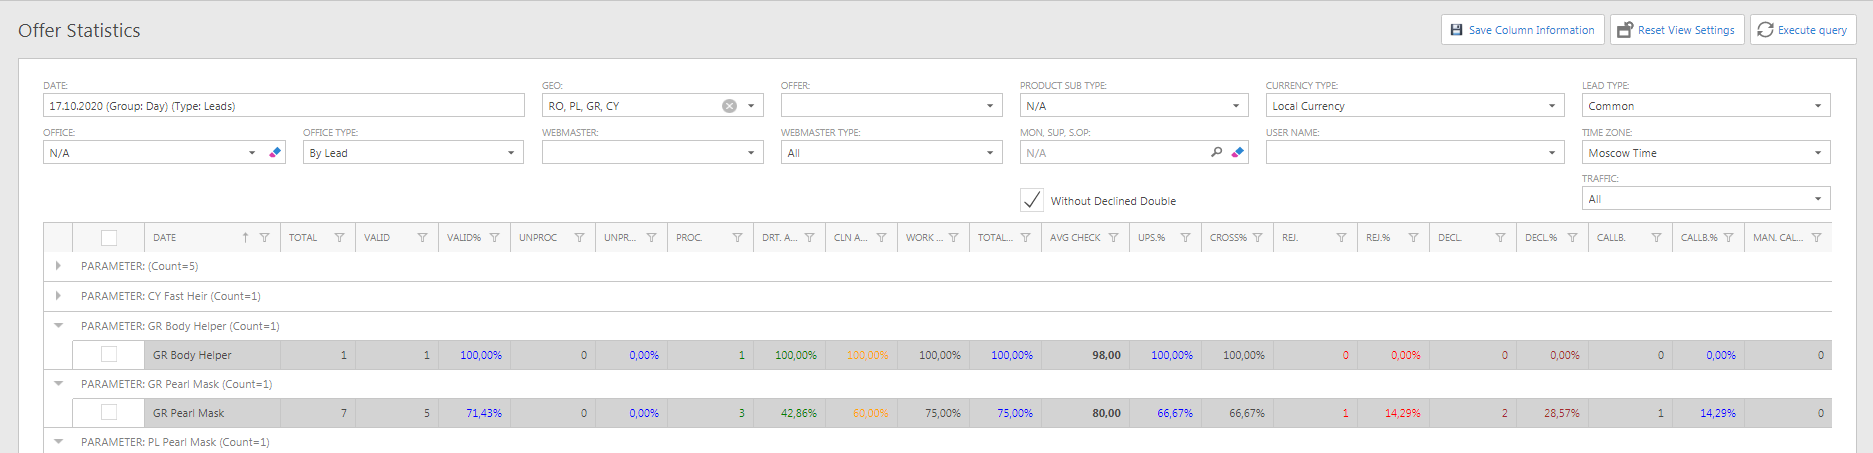 Offer Statistics
Save Column Information
Reset View Settings
Execute query
DATE: GEO: OFFER: PRODUCT SUB TYPE: CURRENCY TYPE: LEAD TYPE:
17.10.2020 (Group: Day) (Type: Leads) RO, PL, GR, CY N/A Local Currency Common
OFFICE: OFFICE TYPE: WEBMASTER: WEBMASTER TYPE: MON, SUP, S.OP: USER NAME: TIME ZONE:
N/A By Lead All N/A Moscow Time
TRAFFIC:
Without Declined Double All
DATE TOTAL VALID VALID% UNPROC UNPR... PROC. DRT. A... CLN A... WORK ... TOTAL... AVG CHECK UPS.% CROSS% REJ. REJ.% DECL. DECL.% CALLB. CALLB.% MAN. CAL...
PARAMETER: (Count=5)
PARAMETER: CY Fast Heir (Count=1)
PARAMETER: GR Body Helper (Count=1)
GR Body Helper 1 1 100,00% 0 0,00% 1 100,00% 100,00% 100,00% 100,00% 98,00 100,00% 100,00% 0 0,00% 0 0,00% 0 0,00% 0
PARAMETER: GR Pearl Mask (Count=1)
GR Pearl Mask 7 5 71,43% 0 0,00% 3 42,86% 60,00% 75,00% 75,00% 80,00 66,67% 66,67% 1 14,29% 2 28,57% 1 14,29% 0
PARAMETER: PL Pearl Mask (Count=1)